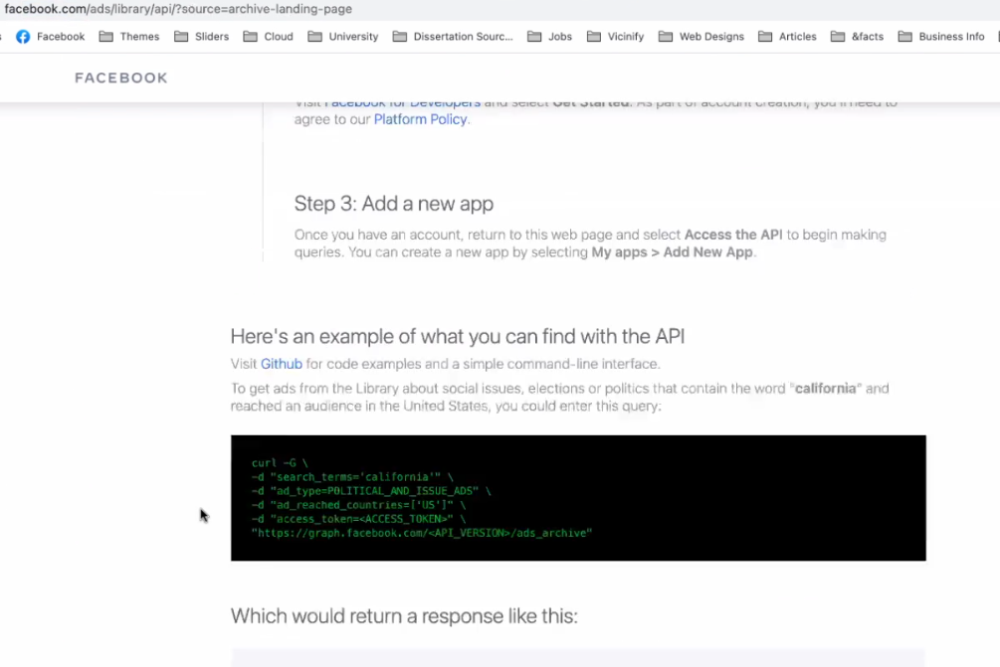 facebook.com/ads/library/api/?source=archive-landing-page
Facebook Themes Sliders Cloud University Dissertation Sourc... Jobs Vicinify Web Designs Articles &facts Business Info
FACEBOOK
Visit Facebook for Developers and select Get Started. As part of account creation, you'll need to
agree to our Platform Policy.
Step 3: Add a new app
Once you have an account, return to this web page and select Access the API to begin making
queries. You can create a new app by selecting My apps > Add New App.
Here's an example of what you can find with the API
Visit Github for code examples and a simple command-line interface.
To get ads from the Library about social issues, elections or politics that contain the word "california" and
reached an audience in the United States, you could enter this query:
curl -G \
-d "search_terms='california'" \
-d "ad_type=POLITICAL_AND_ISSUE_ADS" \
-d "ad_reached_countries=['US']" \
-d "access_token=<ACCESS_TOKEN>" \
"https://graph.facebook.com/<API_VERSION>/ads_archive"
Which would return a response like this: